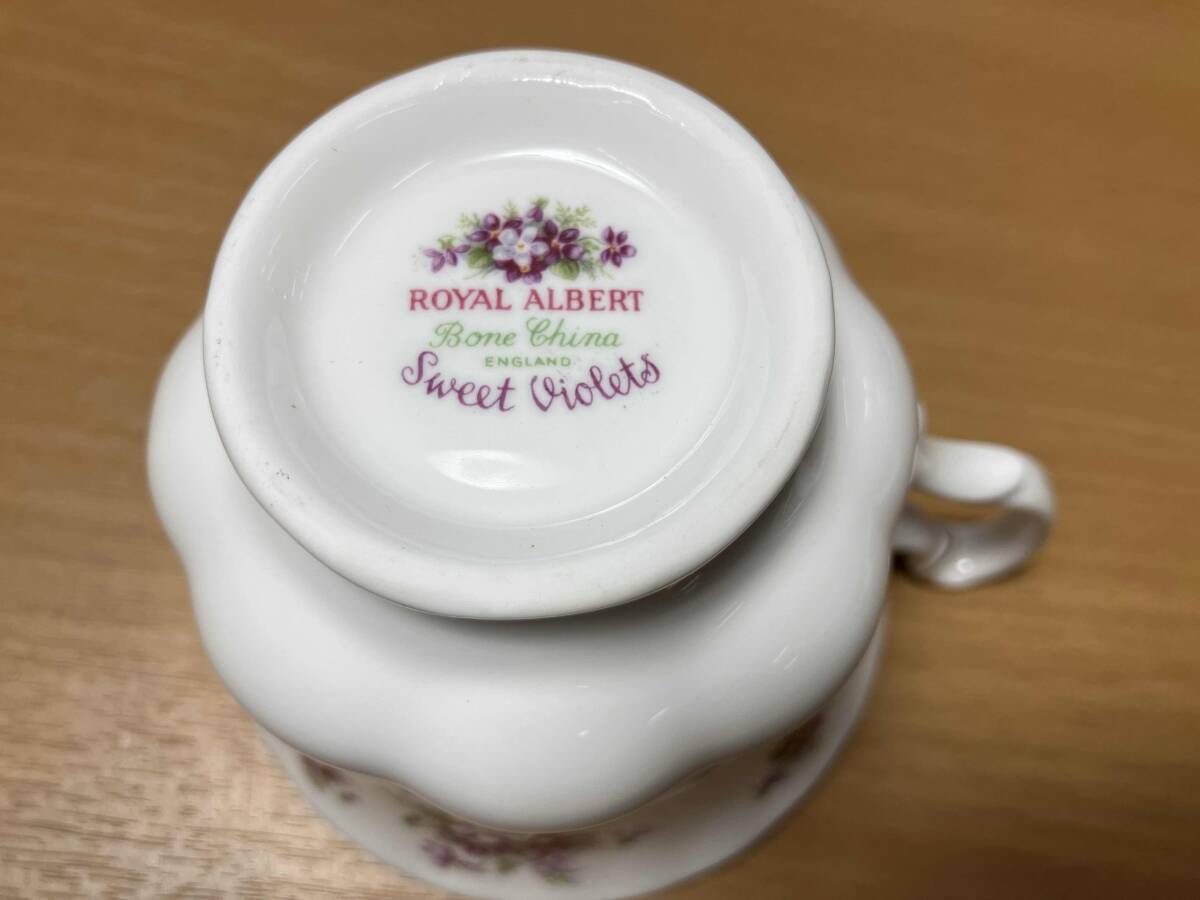 ROYAL ALBERT
Bone China
ENGLAND
Sweet Violets